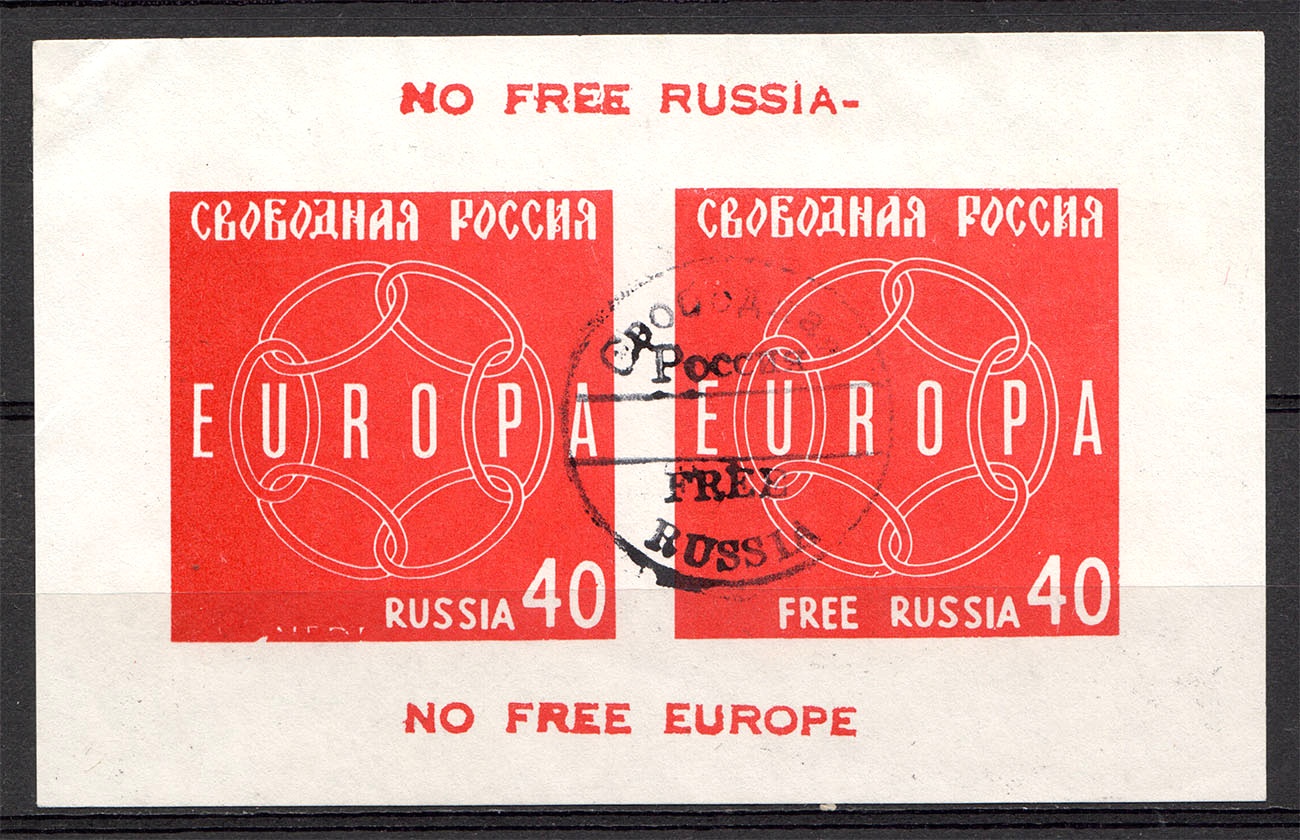 NO FREE RUSSIA-
СВОБОДНАЯ РОССИЯ
EUROPA
RUSSIA 40
СВОБОДНАЯ РОССИЯ
EUROPA
FREE RUSSIA 40
СВОБОДНАЯ
РОССИЯ
FREE
RUSSIA
NO FREE EUROPE